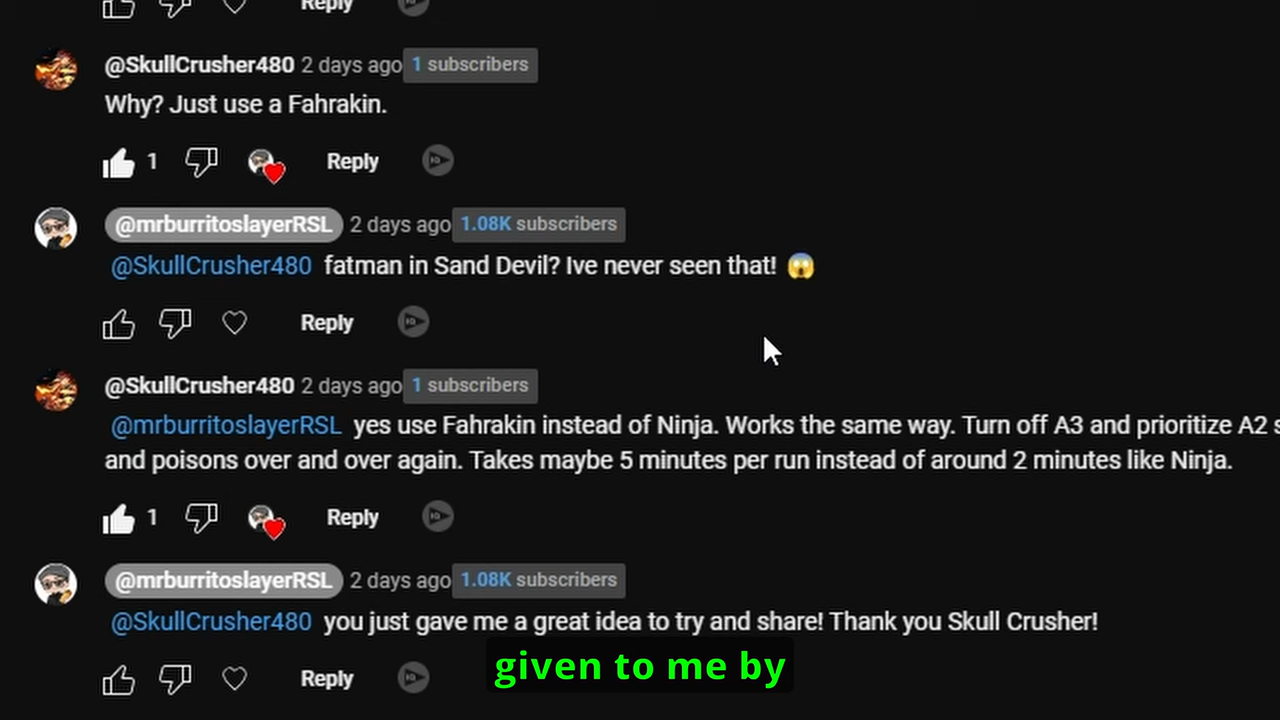 Reply
@SkullCrusher480 2 days ago 1 subscribers
Why? Just use a Fahrakin.
1 Reply
@mrburritoslayerRSL 2 days ago 1.08K subscribers
@SkullCrusher480 fatman in Sand Devil? Ive never seen that! 😱
Reply
@SkullCrusher480 2 days ago 1 subscribers
@mrburritoslayerRSL yes use Fahrakin instead of Ninja. Works the same way. Turn off A3 and prioritize A2 s
and poisons over and over again. Takes maybe 5 minutes per run instead of around 2 minutes like Ninja.
1 Reply
@mrburritoslayerRSL 2 days ago 1.08K subscribers
@SkullCrusher480 you just gave me a great idea to try and share! Thank you Skull Crusher!
given to me by
Reply